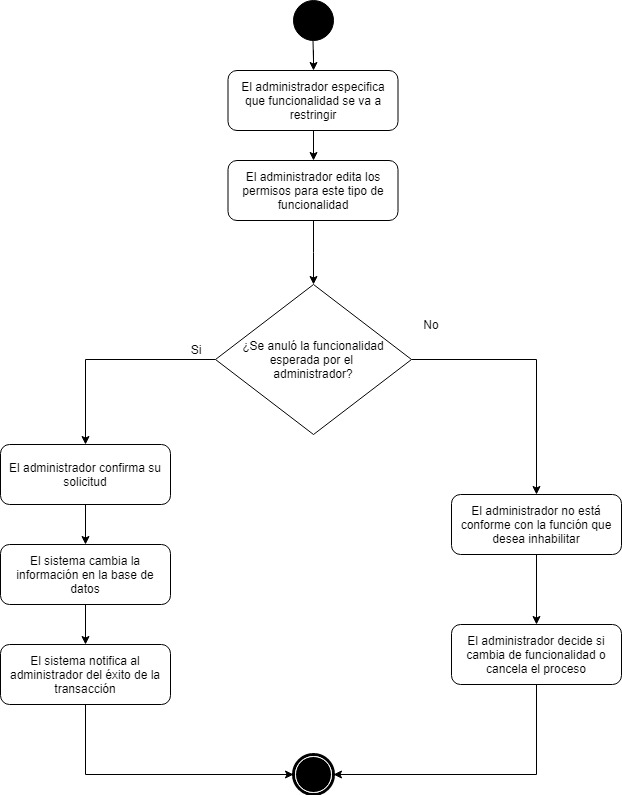 El administrador especifica
que funcionalidad se va a
restringir
El administrador edita los
permisos para este tipo de
funcionalidad
¿Se anuló la funcionalidad
esperada por el
administrador?
Si
No
El administrador confirma su
solicitud
El sistema cambia la
información en la base de
datos
El sistema notifica al
administrador del éxito de la
transacción
El administrador no está
conforme con la función que
desea inhabilitar
El administrador decide si
cambia de funcionalidad o
cancela el proceso